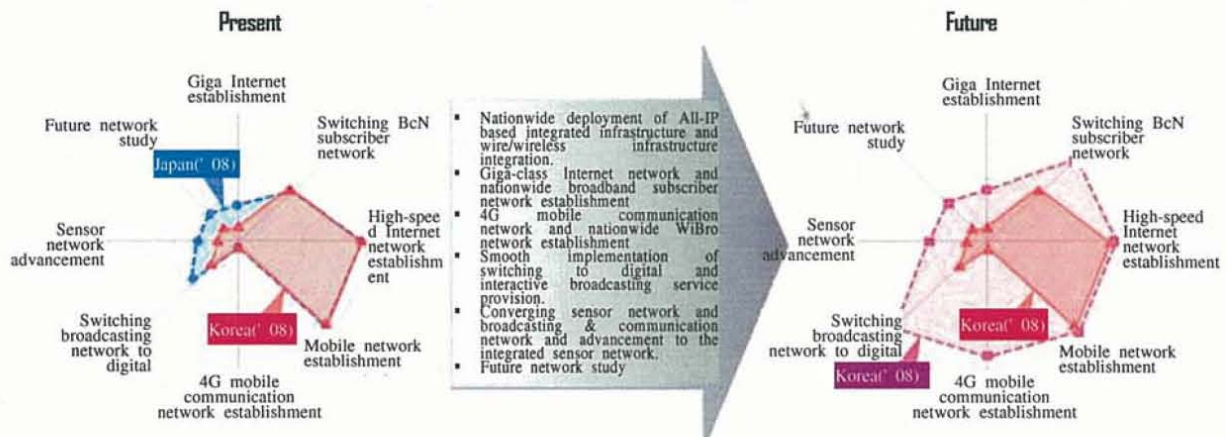 Present
Giga Internet
establishment
Future network
study
Switching BcN
subscriber
network
Japan(' 08)
Sensor
network
advancement
High-spee
d Internet
network
establishm
ent
Korea(' 08)
Switching
broadcasting
network to
digital
Mobile network
establishment
4G mobile
communication
network establishment
▪ Nationwide deployment of All-IP
based integrated infrastructure and
wire/wireless infrastructure
integration.
▪ Giga-class Internet network and
nationwide broadband subscriber
network establishment
▪ 4G mobile communication
network and nationwide WiBro
network establishment
▪ Smooth implementation of
switching to digital and
interactive broadcasting service
provision.
▪ Converging sensor network and
broadcasting & communication
network and advancement to the
integrated sensor network.
▪ Future network study
Future
Giga Internet
establishment
Future network
study
Switching BcN
subscriber
network
Sensor
network
advancement
High-speed
Internet
network
establishment
Korea(' 08)
Switching
broadcasting
network to digital
Korea(' 08)
Mobile network
establishment
4G mobile
communication
network establishment